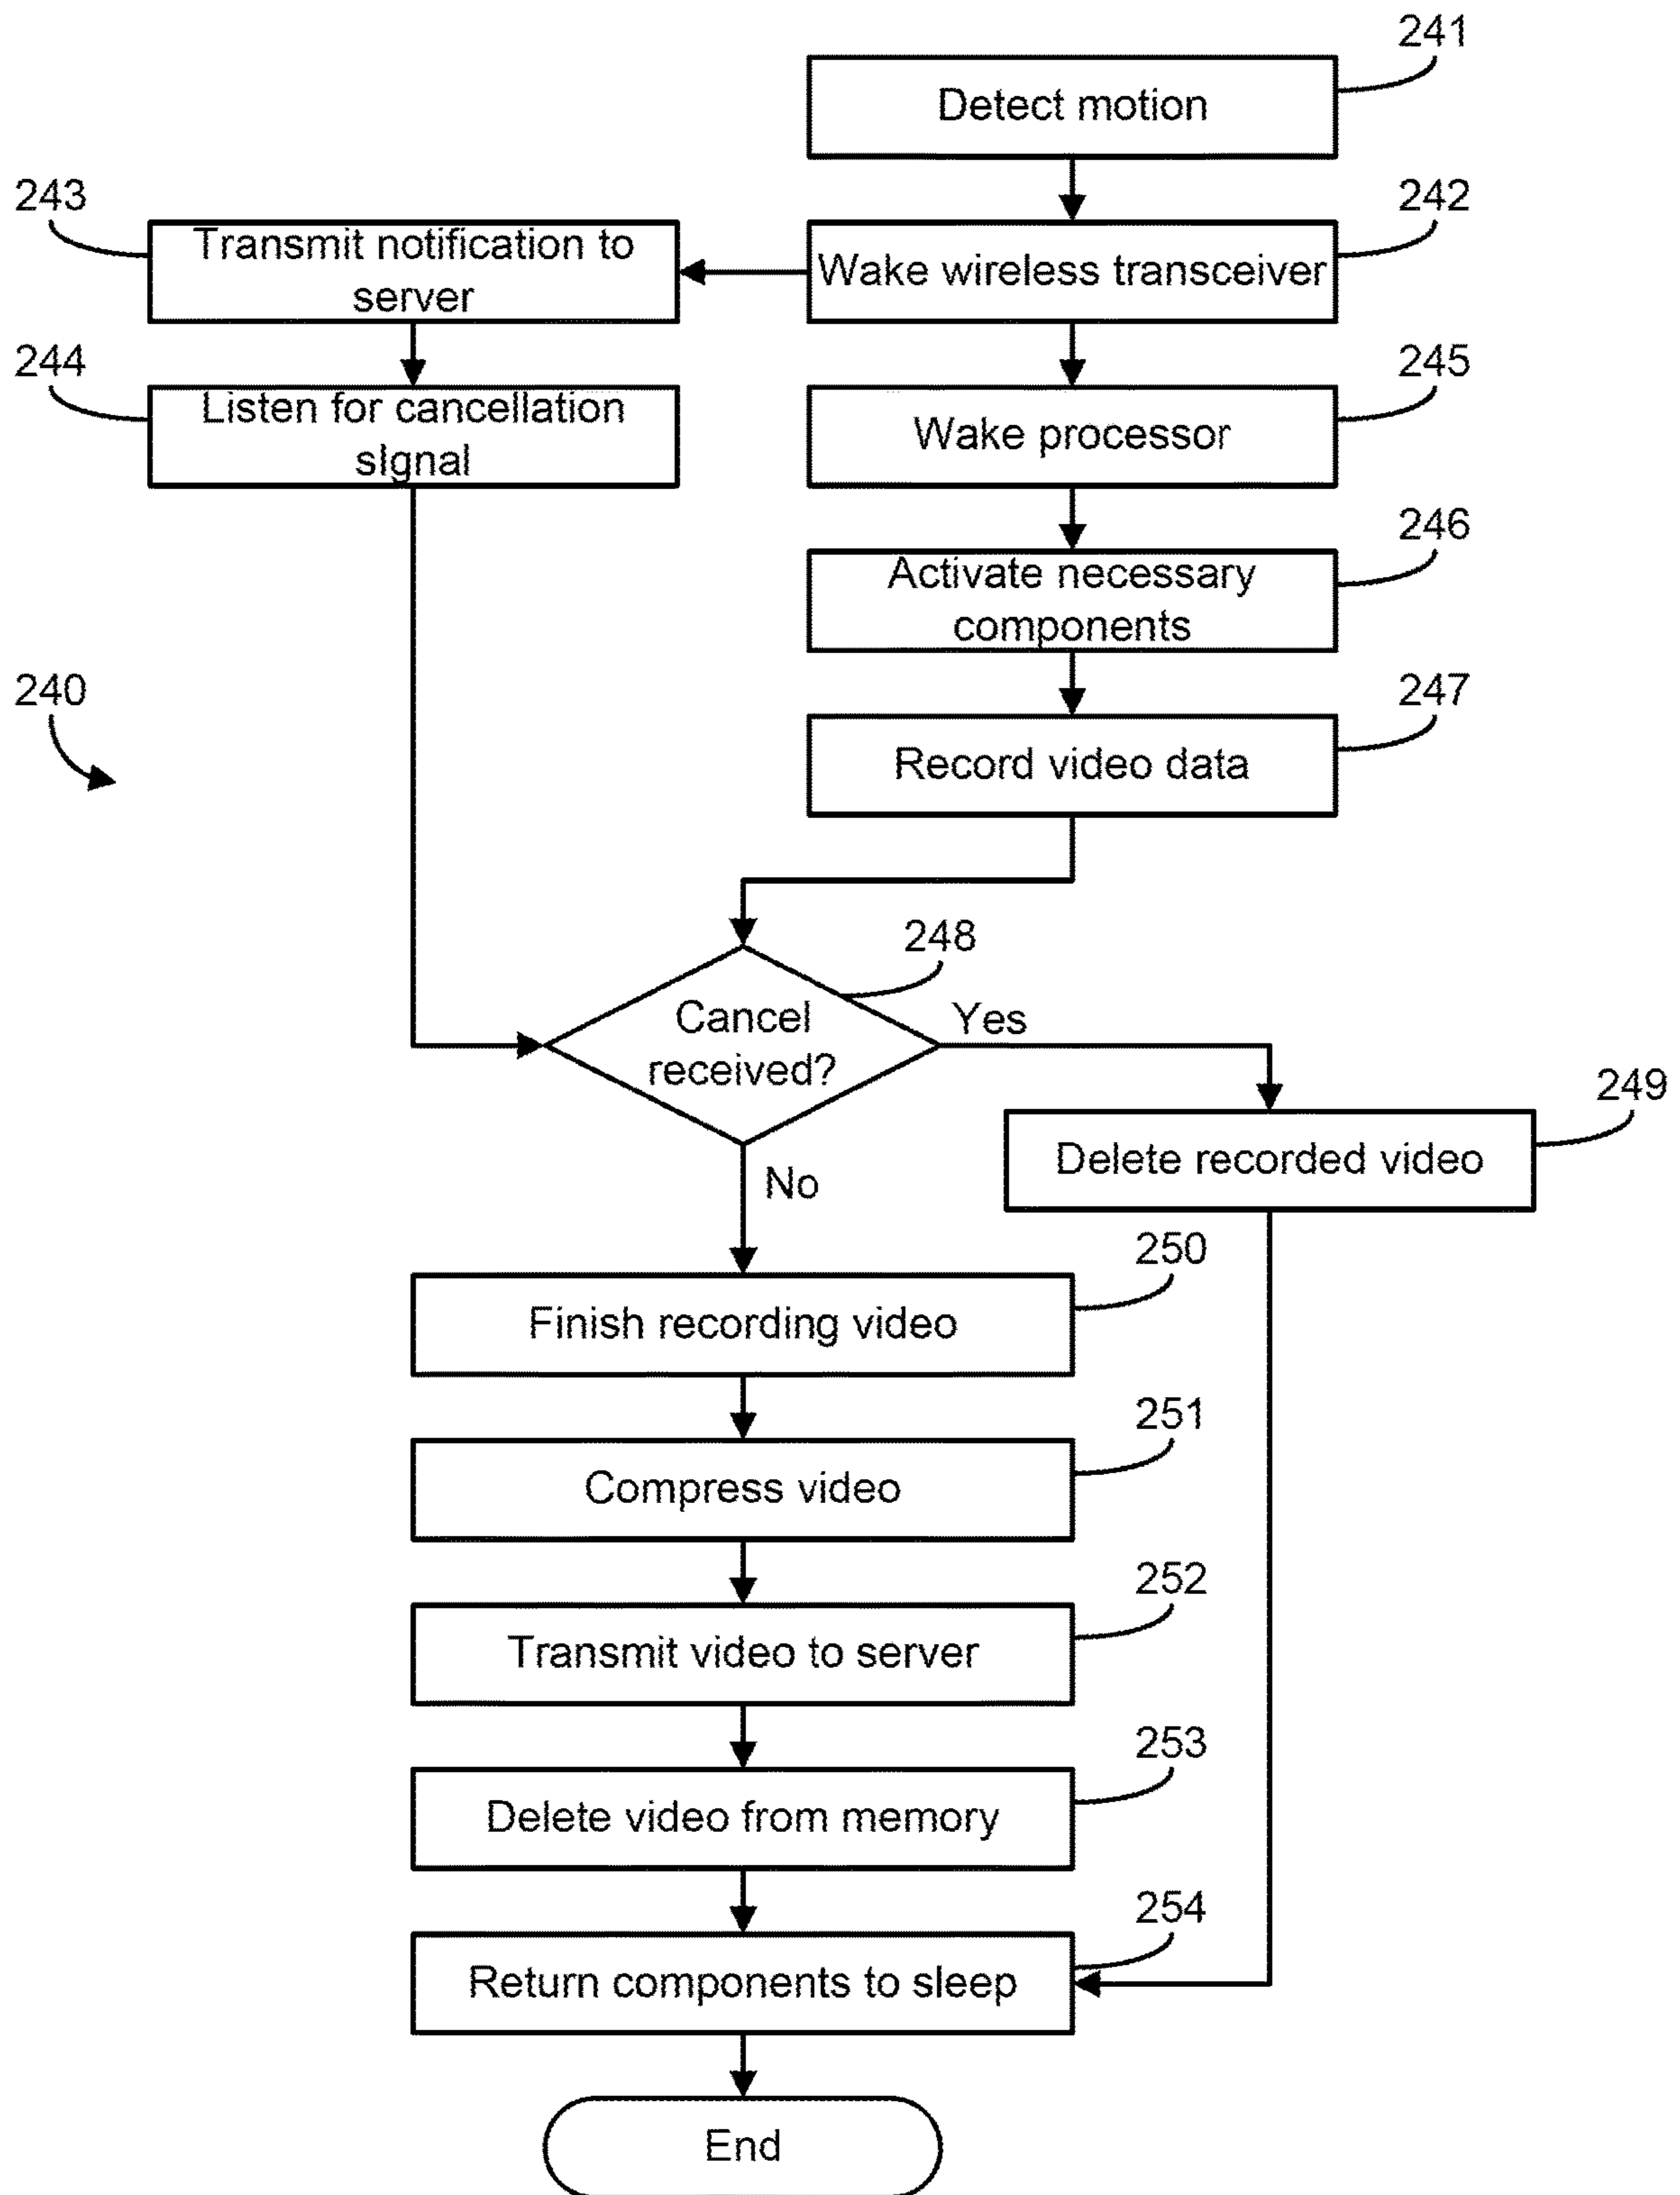 241
Detect motion
243
242
Transmit notification to
server
Wake wireless transceiver
244
245
Listen for cancellation
sIgnal
Wake processor
246
Activate necessary
components
240
247
Record video data
248
Cancel
received?
Yes
249
Delete recorded video
No
250
Finish recording video
251
Compress video
252
Transmit video to server
253
Delete video from memory
254
Return components to sleep
End